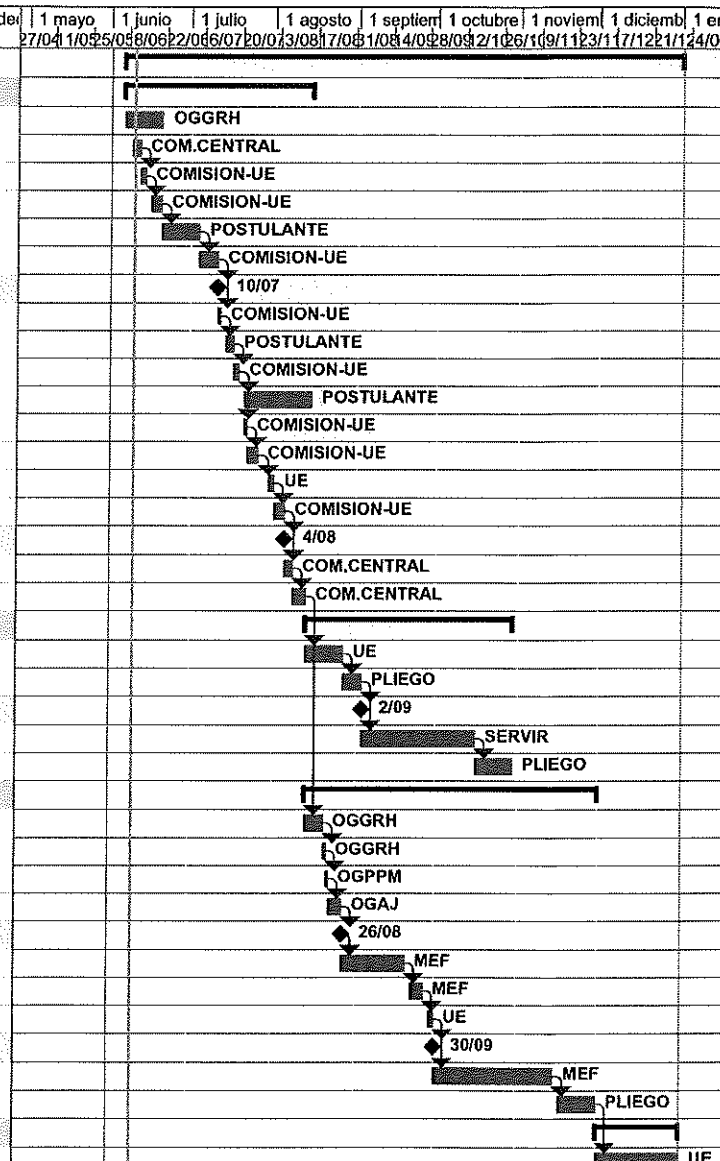 1 mayo 1 junio 1 julio 1 agosto 1 septiem 1 octubre 1 noviem 1 diciemb
OGGRH
COM.CENTRAL
COMISION-UE
COMISION-UE
POSTULANTE
COMISION-UE
10/07
COMISION-UE
POSTULANTE
COMISION-UE
POSTULANTE
COMISION-UE
COMISION-UE
UE
COMISION-UE
4/08
COM.CENTRAL
COM.CENTRAL
UE
PLIEGO
2/09
SERVIR
PLIEGO
OGGRH
OGGRH
OGPPM
OGAJ
26/08
MEF
MEF
UE
30/09
MEF
PLIEGO
UE